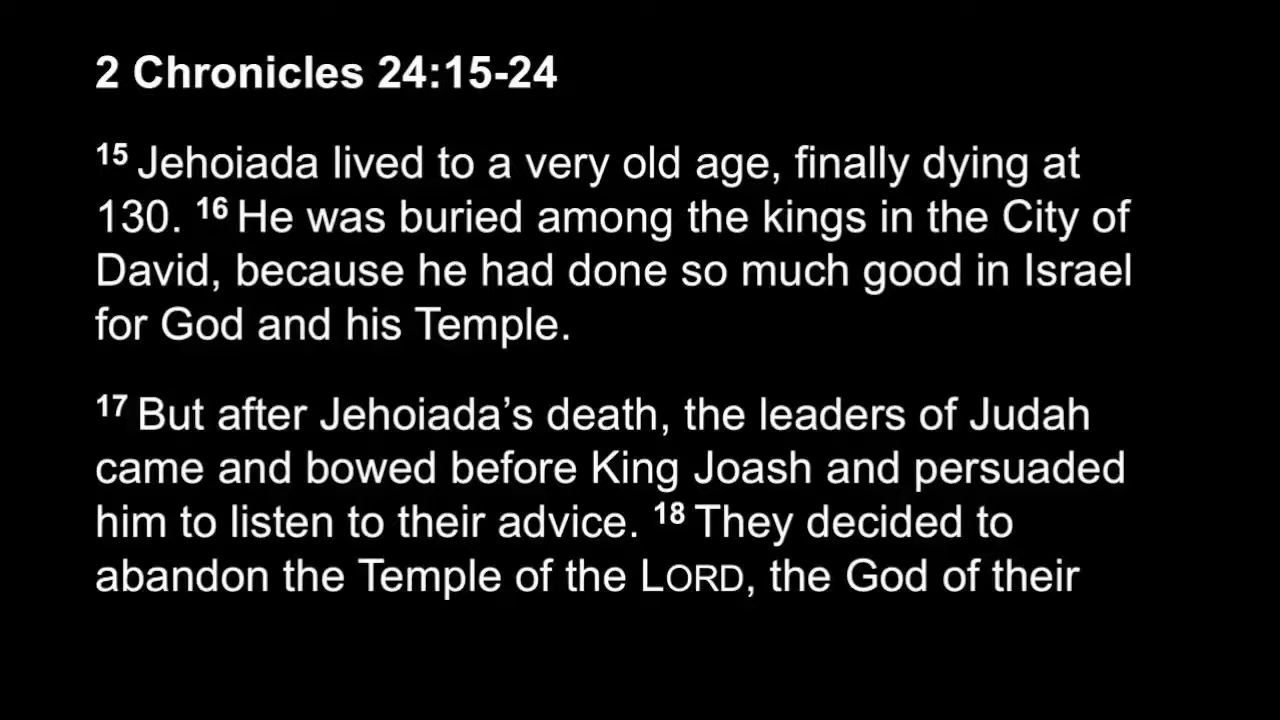 2 Chronicles 24:15-24
15 Jehoiada lived to a very old age, finally dying at
130. 16 He was buried among the kings in the City of
David, because he had done so much good in Israel
for God and his Temple.
17 But after Jehoiada’s death, the leaders of Judah
came and bowed before King Joash and persuaded
him to listen to their advice. 18 They decided to
abandon the Temple of the LORD, the God of their